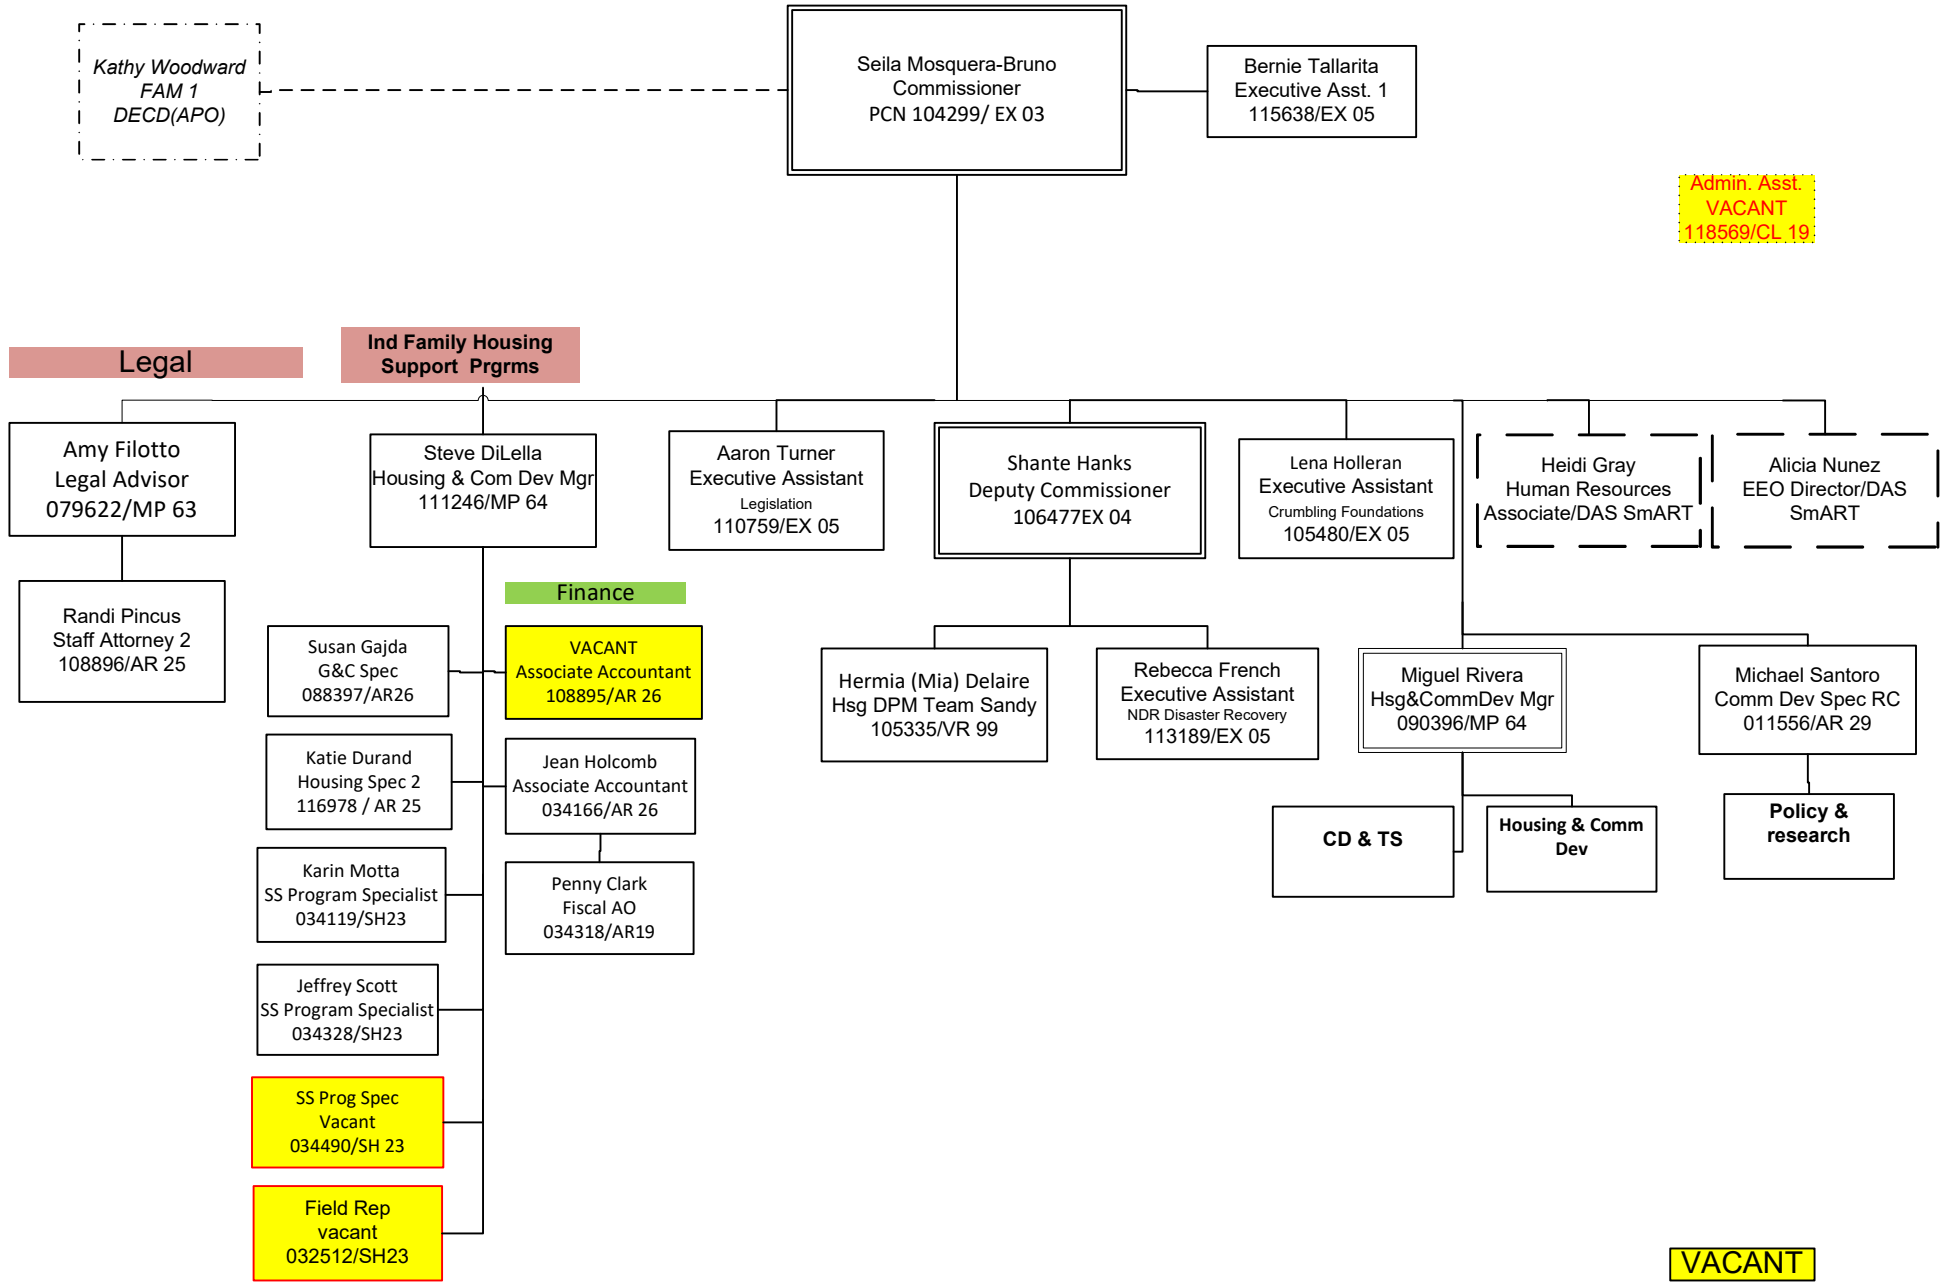 Kathy Woodward
FAM 1
DECD(APO)
Seila Mosquera-Bruno
Commissioner
PCN 104299/ EX 03
Bernie Tallarita
Executive Asst. 1
115638/EX 05
Admin. Asst.
VACANT
118569/CL 19
Legal
Ind Family Housing
Support Prgrms
Amy Filotto
Legal Advisor
079622/MP 63
Steve DiLella
Housing & Com Dev Mgr
111246/MP 64
Aaron Turner
Executive Assistant
Legislation
110759/EX 05
Shante Hanks
Deputy Commissioner
106477EX 04
Lena Holleran
Executive Assistant
Crumbling Foundations
105480/EX 05
Heidi Gray
Human Resources
Associate/DAS SmART
Alicia Nunez
EEO Director/DAS
SmART
Randi Pincus
Staff Attorney 2
108896/AR 25
Finance
Susan Gajda
G&C Spec
088397/AR26
VACANT
Associate Accountant
108895/AR 26
Hermia (Mia) Delaire
Hsg DPM Team Sandy
105335/VR 99
Rebecca French
Executive Assistant
NDR Disaster Recovery
113189/EX 05
Miguel Rivera
Hsg&CommDev Mgr
090396/MP 64
Michael Santoro
Comm Dev Spec RC
011556/AR 29
Katie Durand
Housing Spec 2
116978 / AR 25
Jean Holcomb
Associate Accountant
034166/AR 26
CD & TS
Housing & Comm
Dev
Policy &
research
Karin Motta
SS Program Specialist
034119/SH23
Penny Clark
Fiscal AO
034318/AR19
Jeffrey Scott
SS Program Specialist
034328/SH23
SS Prog Spec
Vacant
034490/SH 23
Field Rep
vacant
032512/SH23
VACANT